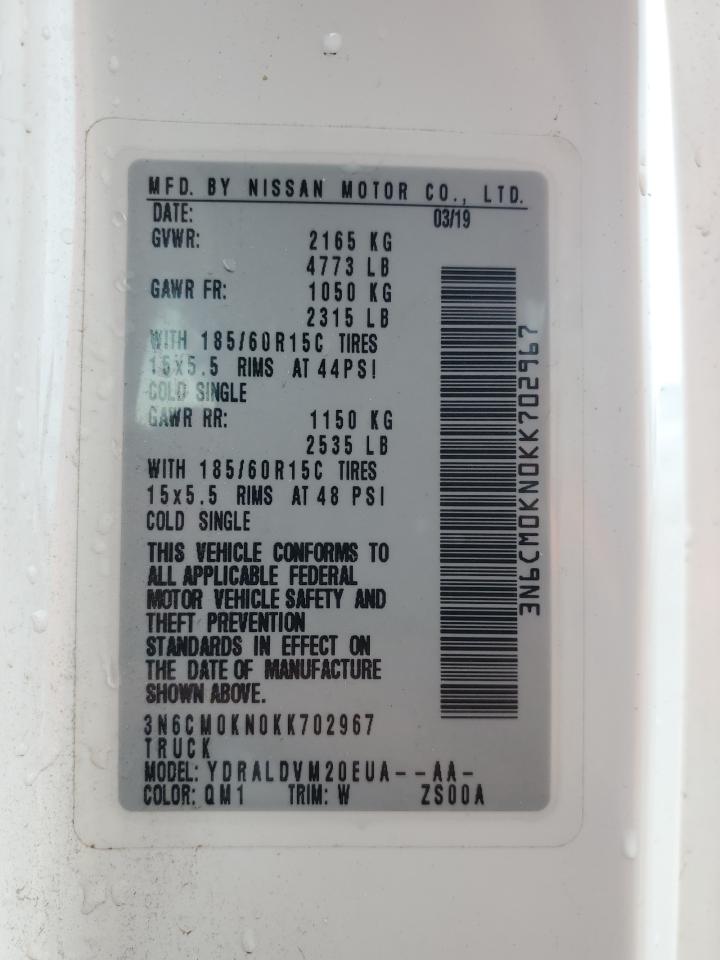 MFD. BY NISSAN MOTOR CO., LTD.
DATE: 03/19
GVWR: 2165 KG
4773 LB
GAWR FR: 1050 KG
2315 LB
WITH 185/60R15C TIRES
15x5.5 RIMS AT 44PSI
COLD SINGLE
GAWR RR: 1150 KG
2535 LB
WITH 185/60R15C TIRES
15x5.5 RIMS AT 48 PSI
COLD SINGLE
THIS VEHICLE CONFORMS TO
ALL APPLICABLE FEDERAL
MOTOR VEHICLE SAFETY AND
THEFT PREVENTION
STANDARDS IN EFFECT ON
THE DATE OF MANUFACTURE
SHOWN ABOVE.
3N6CM0KN0KK702967
TRUCK
MODEL: YDRALDVM20EUA--AA-
COLOR: QM1 TRIM: W ZS00A
3N6CM0KN0KK702967